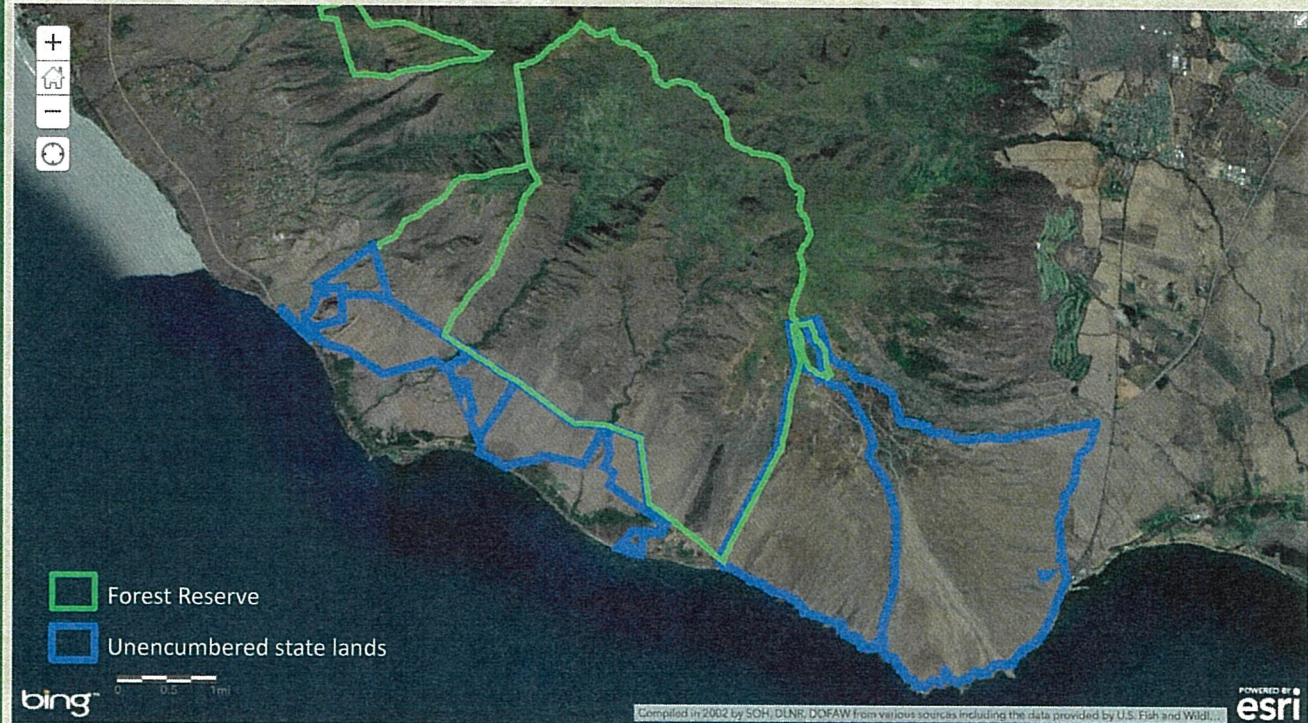 Forest Reserve
Unencumbered state lands
0 0.5 1mi
bing™
Compiled in 2002 by SOH, DLNR, DOFAW from various sources including the data provided by U.S. Fish and Wildl...
POWERED BY
esri